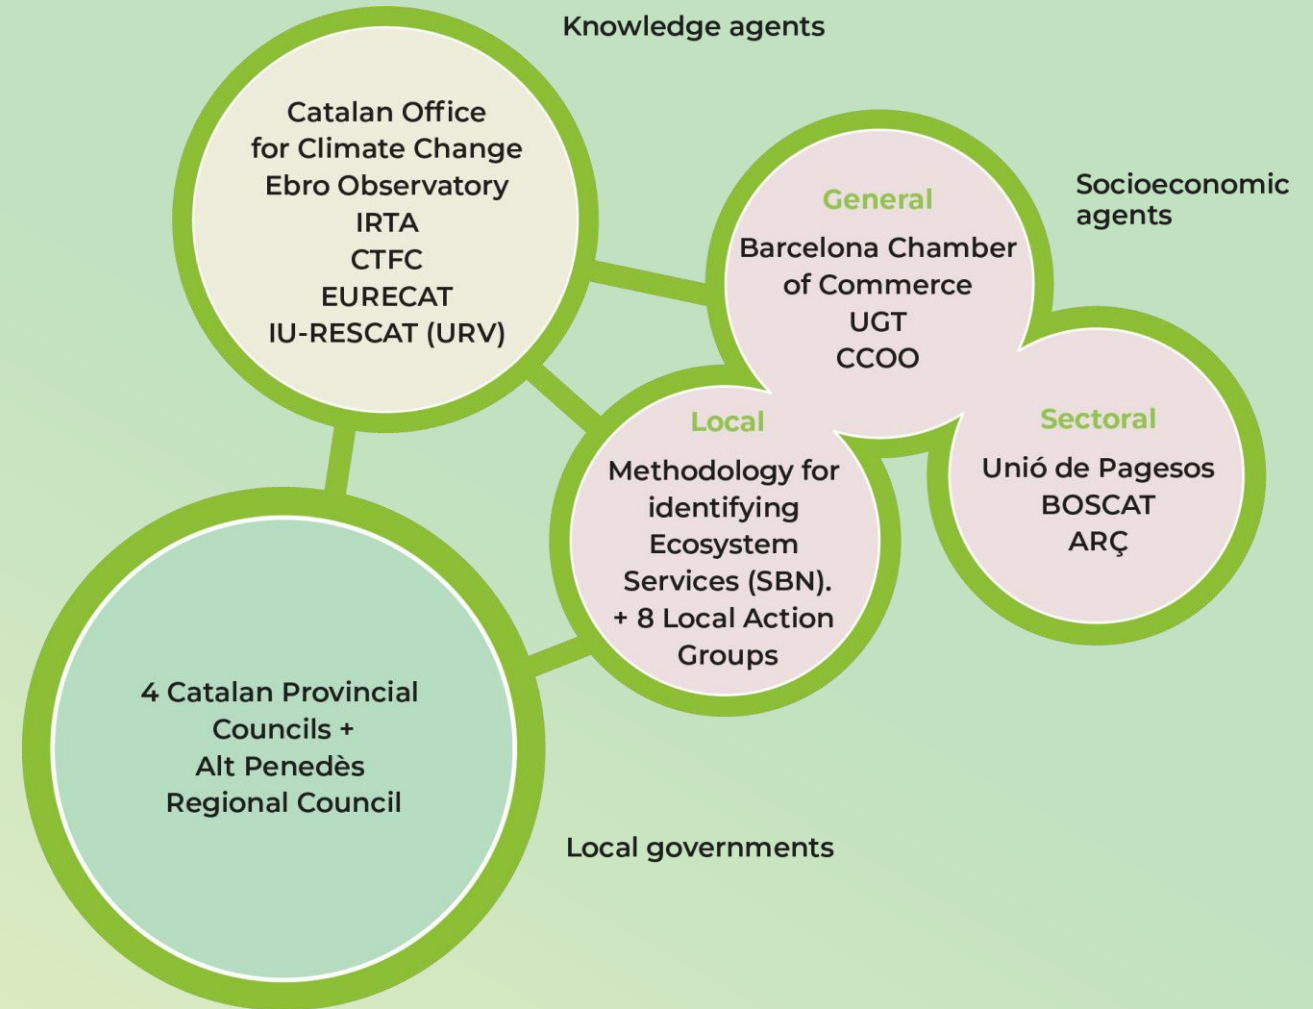 Knowledge agents
Catalan Office
for Climate Change
Ebro Observatory
IRTA
CTFC
EURECAT
IU-RESCAT (URV)
Socioeconomic
agents
General
Barcelona Chamber
of Commerce
UGT
CCOO
Local
Methodology for
identifying
Ecosystem
Services (SBN).
+ 8 Local Action
Groups
Sectoral
Unió de Pagesos
BOSCAT
ARÇ
4 Catalan Provincial
Councils +
Alt Penedès
Regional Council
Local governments